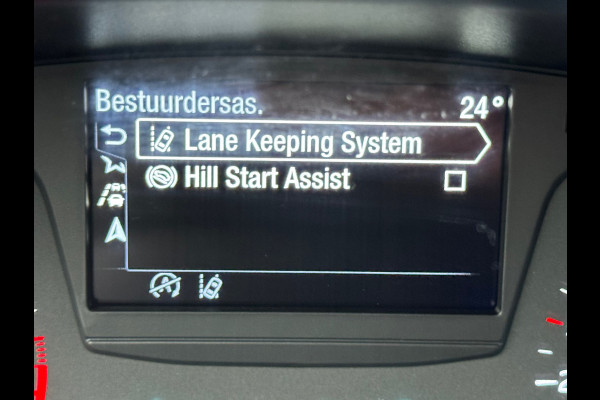 Bestuurdersas. 24°
Lane Keeping System
Hill Start Assist